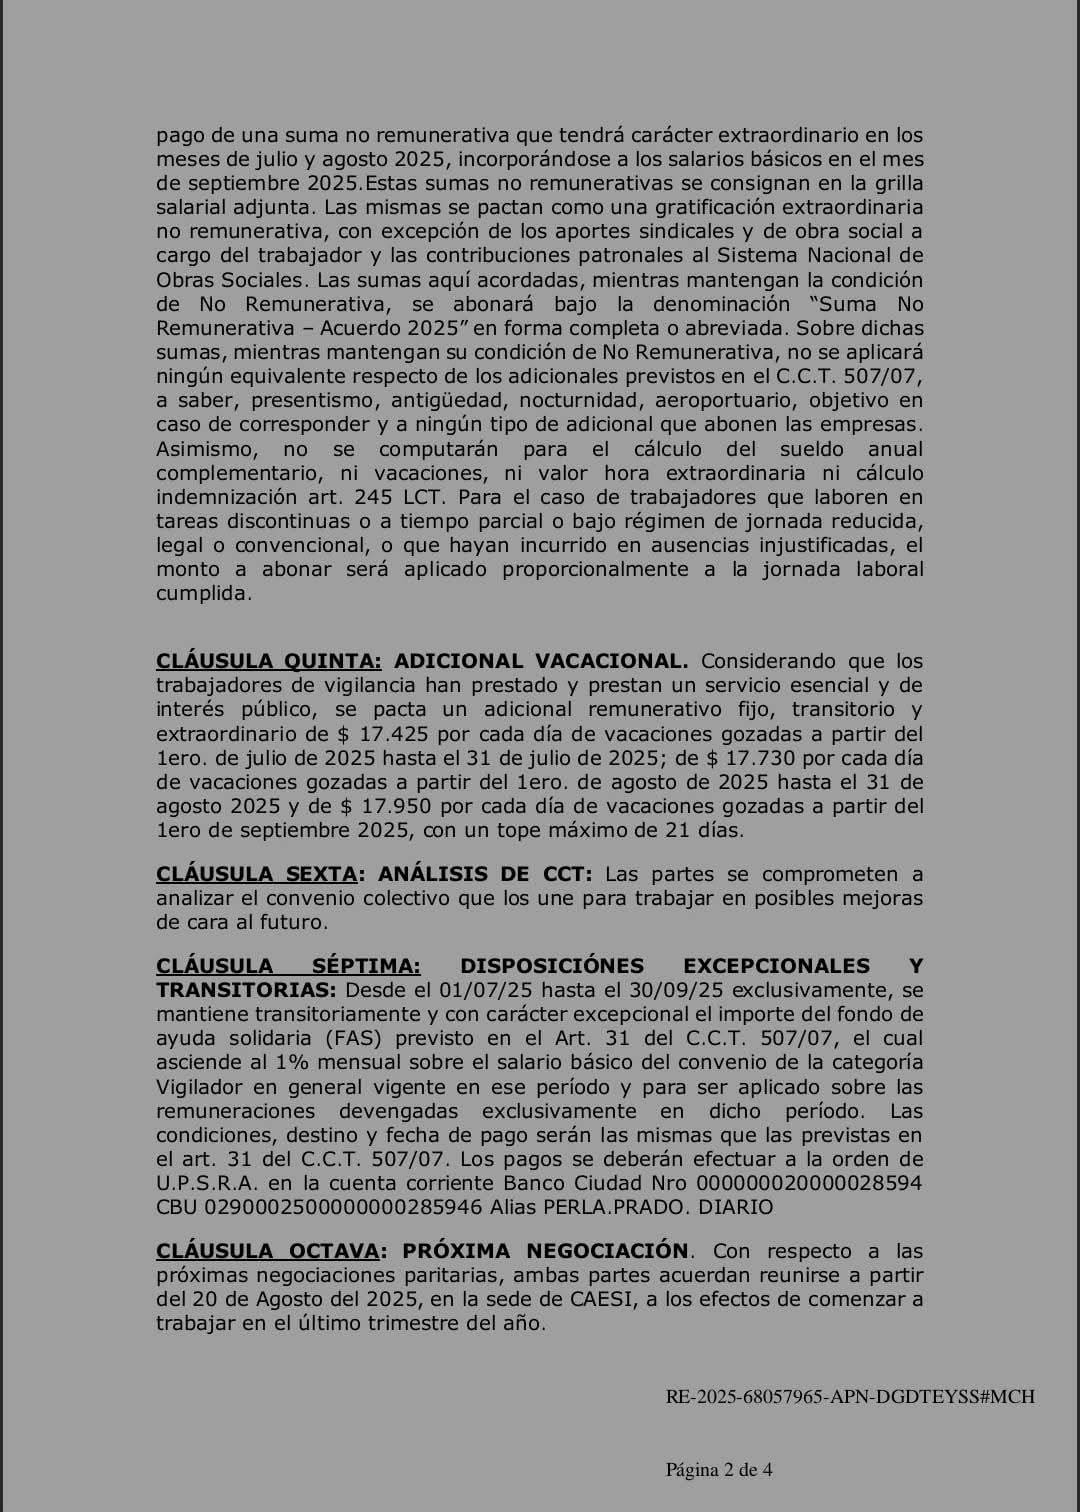 pago de una suma no remunerativa que tendrá carácter extraordinario en los
meses de julio y agosto 2025, incorporándose a los salarios básicos en el mes
de septiembre 2025.Estas sumas no remunerativas se consignan en la grilla
salarial adjunta. Las mismas se pactan como una gratificación extraordinaria
no remunerativa, con excepción de los aportes sindicales y de obra social a
cargo del trabajador y las contribuciones patronales al Sistema Nacional de
Obras Sociales. Las sumas aquí acordadas, mientras mantengan la condición
de No Remunerativa, se abonará bajo la denominación “Suma No
Remunerativa – Acuerdo 2025” en forma completa o abreviada. Sobre dichas
sumas, mientras mantengan su condición de No Remunerativa, no se aplicará
ningún equivalente respecto de los adicionales previstos en el C.C.T. 507/07,
a saber, presentismo, antigüedad, nocturnidad, aeroportuario, objetivo en
caso de corresponder y a ningún tipo de adicional que abonen las empresas.
Asimismo, no se computarán para el cálculo del sueldo anual
complementario, ni vacaciones, ni valor hora extraordinaria ni cálculo
indemnización art. 245 LCT. Para el caso de trabajadores que laboren en
tareas discontinuas o a tiempo parcial o bajo régimen de jornada reducida,
legal o convencional, o que hayan incurrido en ausencias injustificadas, el
monto a abonar será aplicado proporcionalmente a la jornada laboral
cumplida.
CLÁUSULA QUINTA: ADICIONAL VACACIONAL. Considerando que los
trabajadores de vigilancia han prestado y prestan un servicio esencial y de
interés público, se pacta un adicional remunerativo fijo, transitorio y
extraordinario de $ 17.425 por cada día de vacaciones gozadas a partir del
1ero. de julio de 2025 hasta el 31 de julio de 2025; de $ 17.730 por cada día
de vacaciones gozadas a partir del 1ero. de agosto de 2025 hasta el 31 de
agosto 2025 y de $ 17.950 por cada día de vacaciones gozadas a partir del
1ero de septiembre 2025, con un tope máximo de 21 días.
CLÁUSULA SEXTA: ANÁLISIS DE CCT: Las partes se comprometen a
analizar el convenio colectivo que los une para trabajar en posibles mejoras
de cara al futuro.
CLÁUSULA SÉPTIMA: DISPOSICIÓNES EXCEPCIONALES Y
TRANSITORIAS: Desde el 01/07/25 hasta el 30/09/25 exclusivamente, se
mantiene transitoriamente y con carácter excepcional el importe del fondo de
ayuda solidaria (FAS) previsto en el Art. 31 del C.C.T. 507/07, el cual
asciende al 1% mensual sobre el salario básico del convenio de la categoría
Vigilador en general vigente en ese período y para ser aplicado sobre las
remuneraciones devengadas exclusivamente en dicho período. Las
condiciones, destino y fecha de pago serán las mismas que las previstas en
el art. 31 del C.C.T. 507/07. Los pagos se deberán efectuar a la orden de
U.P.S.R.A. en la cuenta corriente Banco Ciudad Nro 000000020000028594
CBU 0290002500000000285946 Alias PERLA.PRADO. DIARIO
CLÁUSULA OCTAVA: PRÓXIMA NEGOCIACIÓN. Con respecto a las
próximas negociaciones paritarias, ambas partes acuerdan reunirse a partir
del 20 de Agosto del 2025, en la sede de CAESI, a los efectos de comenzar a
trabajar en el último trimestre del año.
RE-2025-68057965-APN-DGDTEYSS#MCH
Página 2 de 4